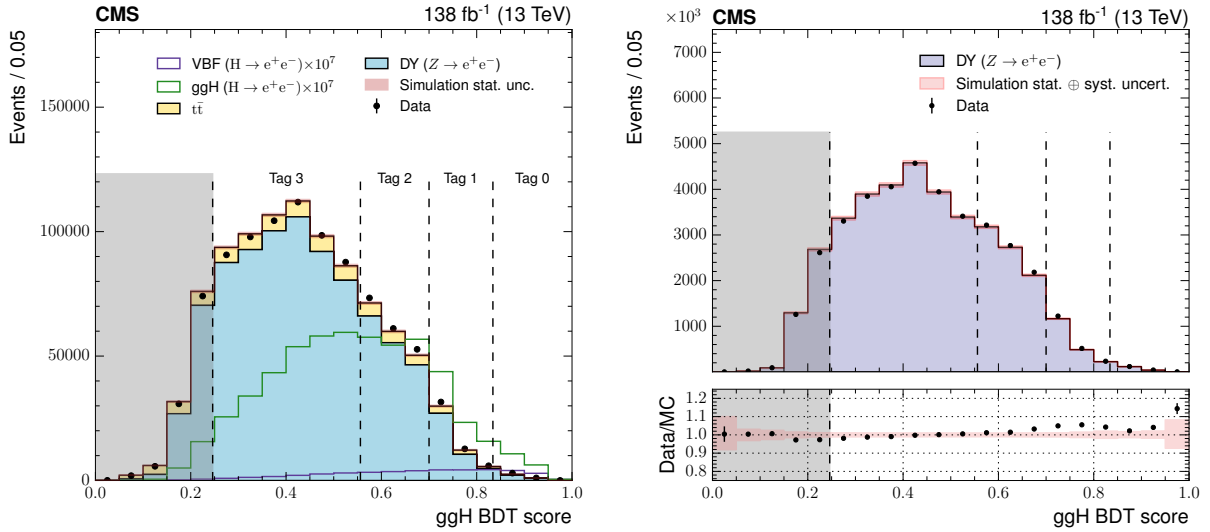 CMS 138 fb⁻¹ (13 TeV)
Events / 0.05
VBF (H → e⁺e⁻)×10⁷
ggH (H → e⁺e⁻)×10⁷
tt̄
DY (Z → e⁺e⁻)
Simulation stat. unc.
Data
175000
150000
125000
100000
75000
50000
25000
0
Tag 3 Tag 2 Tag 1 Tag 0
0.0 0.2 0.4 0.6 0.8 1.0
ggH BDT score
×10³ CMS 138 fb⁻¹ (13 TeV)
Events / 0.05
DY (Z → e⁺e⁻)
Simulation stat. ⊕ syst. uncert.
Data
7000
6000
5000
4000
3000
2000
1000
Data/MC
1.2
1.1
1.0
0.9
0.8
0.0 0.2 0.4 0.6 0.8 1.0
ggH BDT score